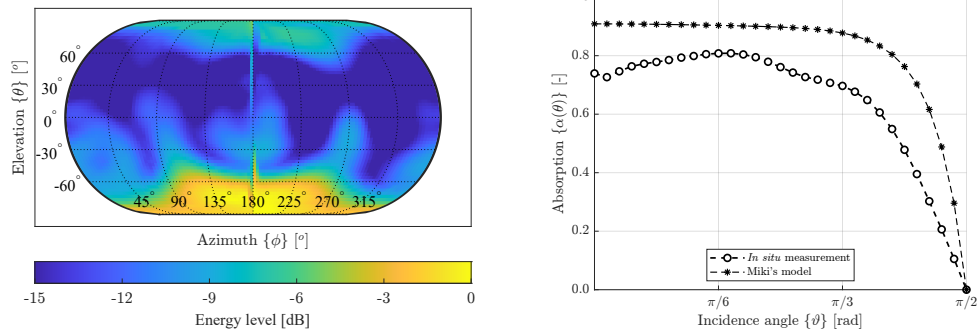 60°
30°
0°
-30°
-60°
45° 90° 135° 180° 225° 270° 315°
Elevation {θ} [°]
Azimuth {ϕ} [°]
-15 -12 -9 -6 -3 0
Energy level [dB]
0.8
0.6
0.4
0.2
0.0
Absorption {α(θ)} [-]
In situ measurement
Miki's model
π/6 π/3 π/2
Incidence angle {ϑ} [rad]